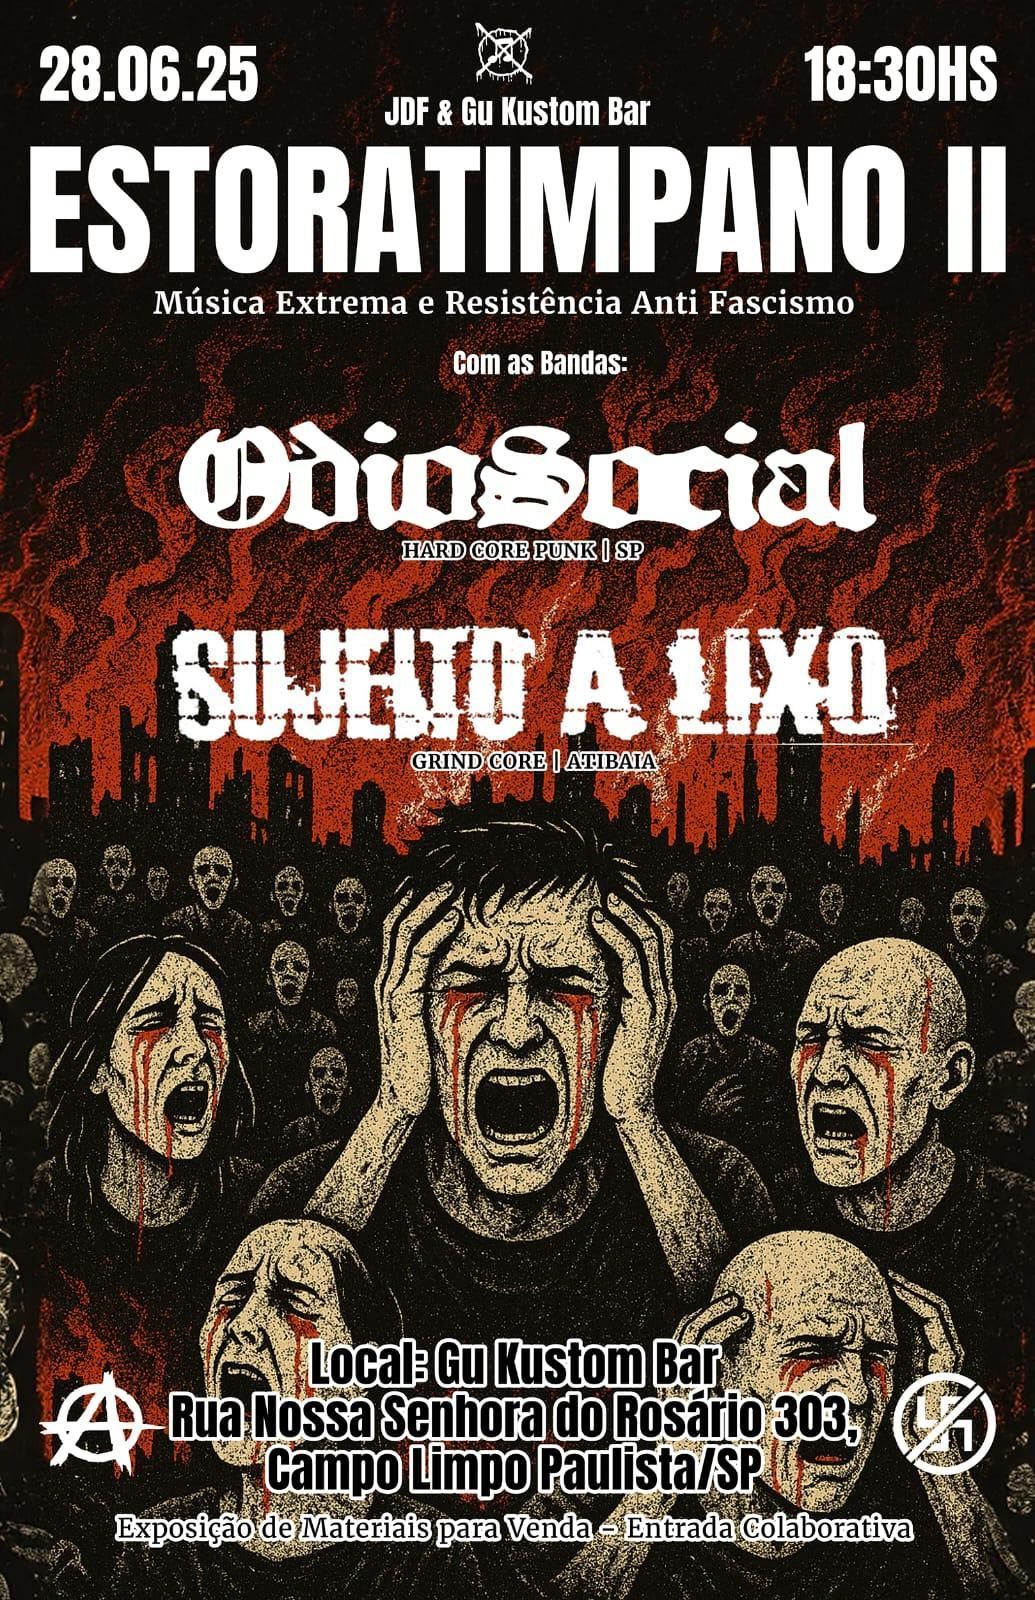 28.06.25
18:30HS
JDF & Gu Kustom Bar
ESTORATIMPANO II
Música Extrema e Resistência Anti Fascismo
Com as Bandas:
OdioSocial
HARD CORE PUNK | SP
SUJEITO A LIXO
GRIND CORE | ATIBAIA
Local: Gu Kustom Bar
Rua Nossa Senhora do Rosário 303,
Campo Limpo Paulista/SP
Exposição de Materiais para Venda - Entrada Colaborativa